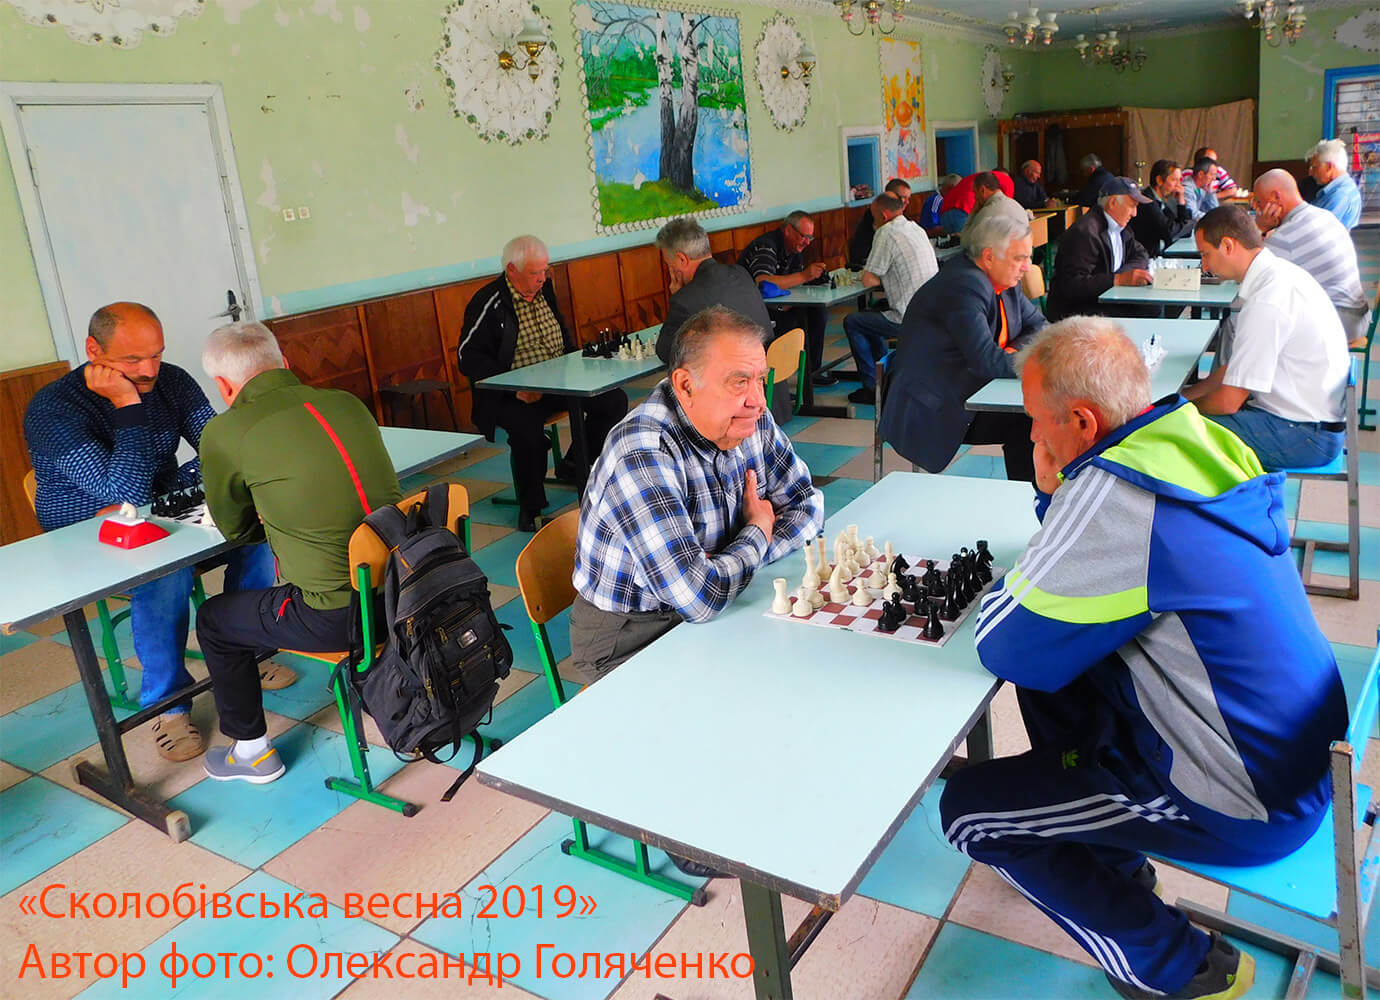 «Сколобівська весна 2019»
Автор фото: Олександр Голяченко